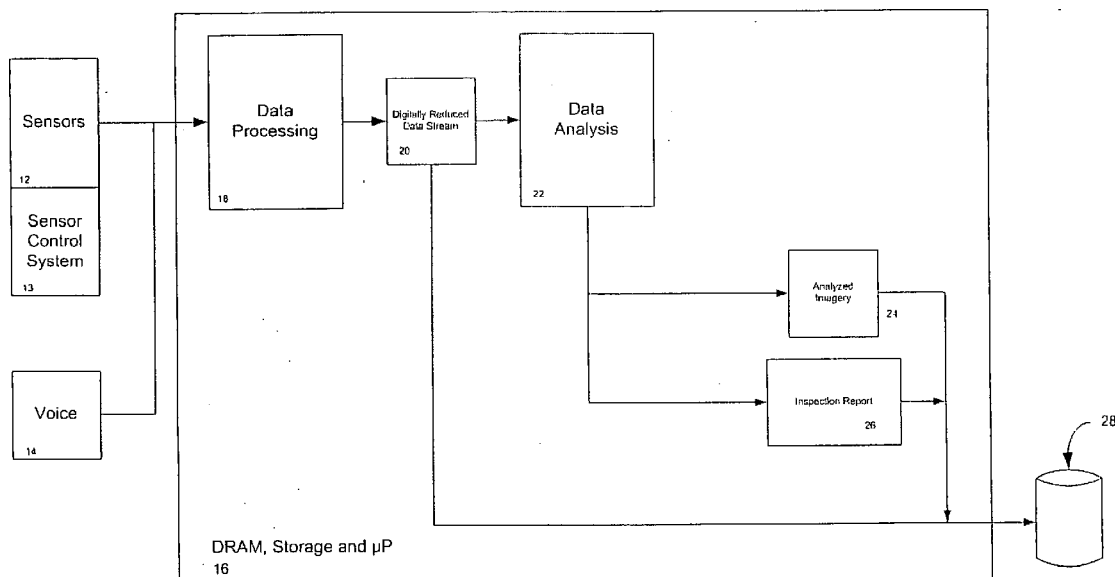 Sensors
12
Sensor
Control
System
13
Voice
14
Data
Processing
18
Digitally Reduced
Data Stream
20
Data
Analysis
22
Analyzed
Imagery
24
Inspection Report
26
28
DRAM, Storage and µP
16